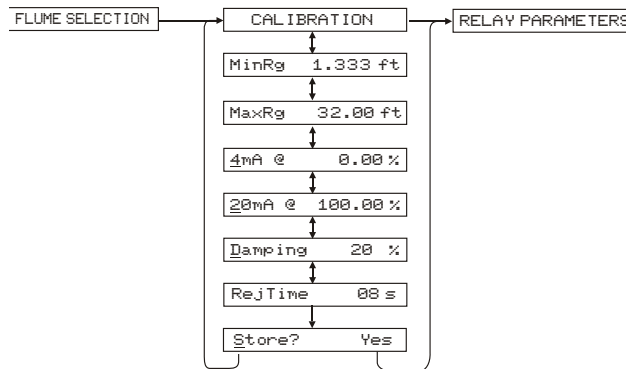 FLUME SELECTION CALIBRATION RELAY PARAMETERS
MinRg 1.333 ft
MaxRg 32.00 ft
4mA @ 0.00 %
20mA @ 100.00 %
Damping 20 %
RejTime 08 s
Store? Yes